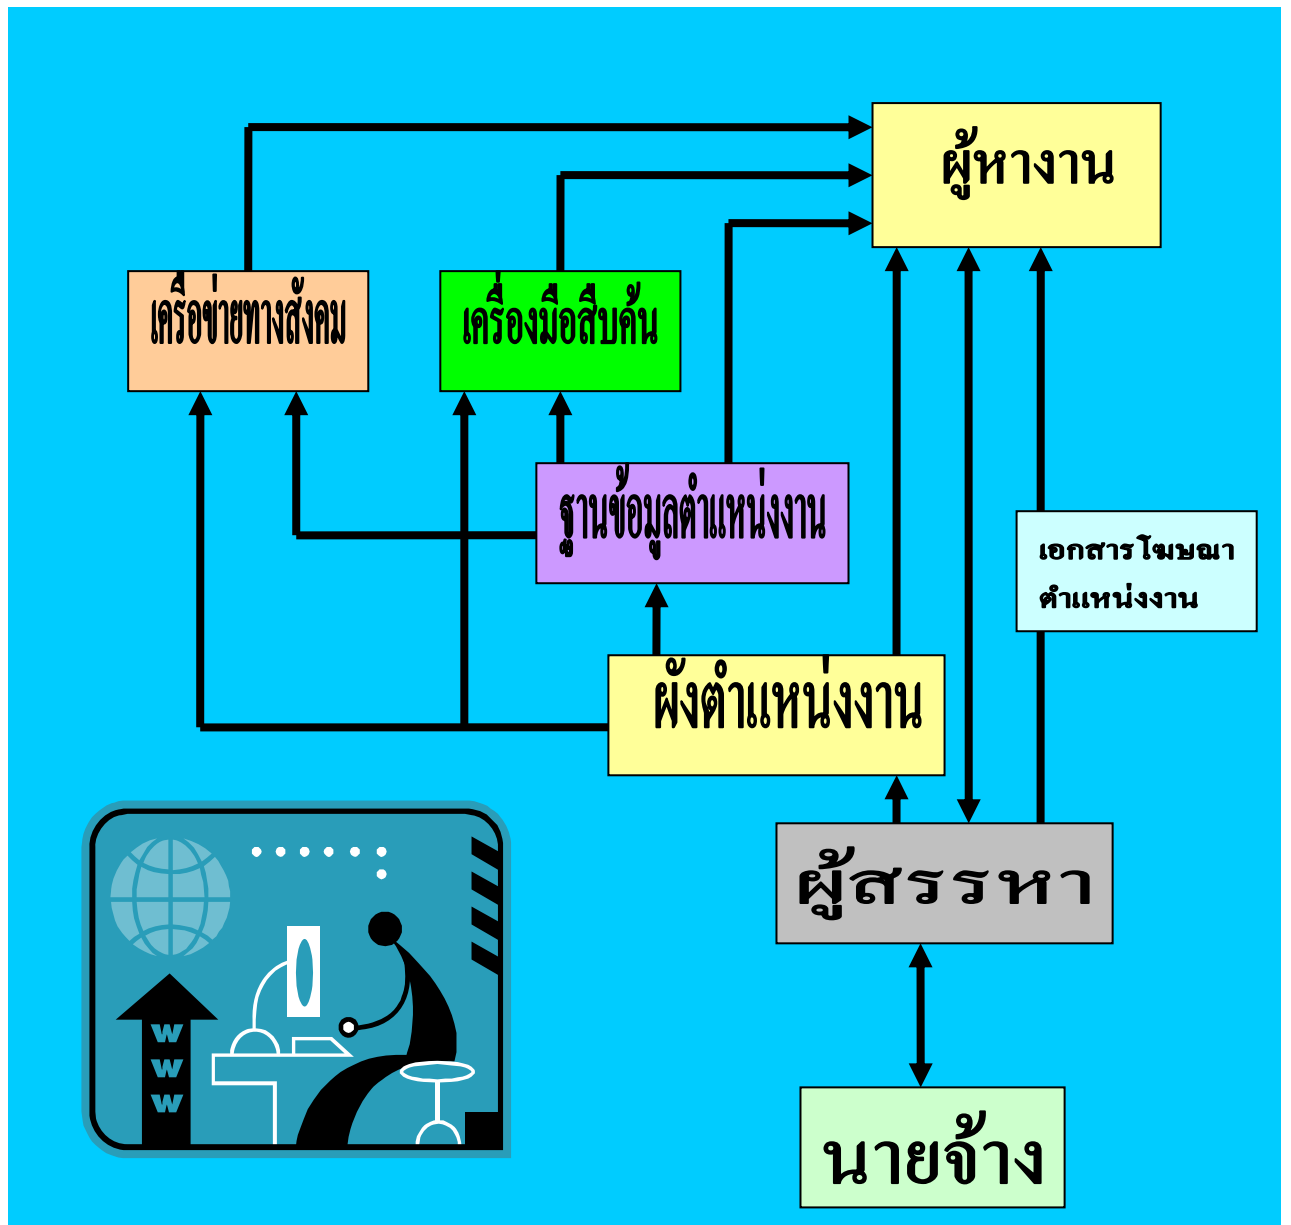 ผู้หางาน
เครือข่ายทางสังคม
เครื่องมือสืบค้น
ฐานข้อมูลตำแหน่งงาน
เอกสารโฆษณา
ตำแหน่งงาน
ผังตำแหน่งงาน
ผู้สรรหา
นายจ้าง
W
W
W